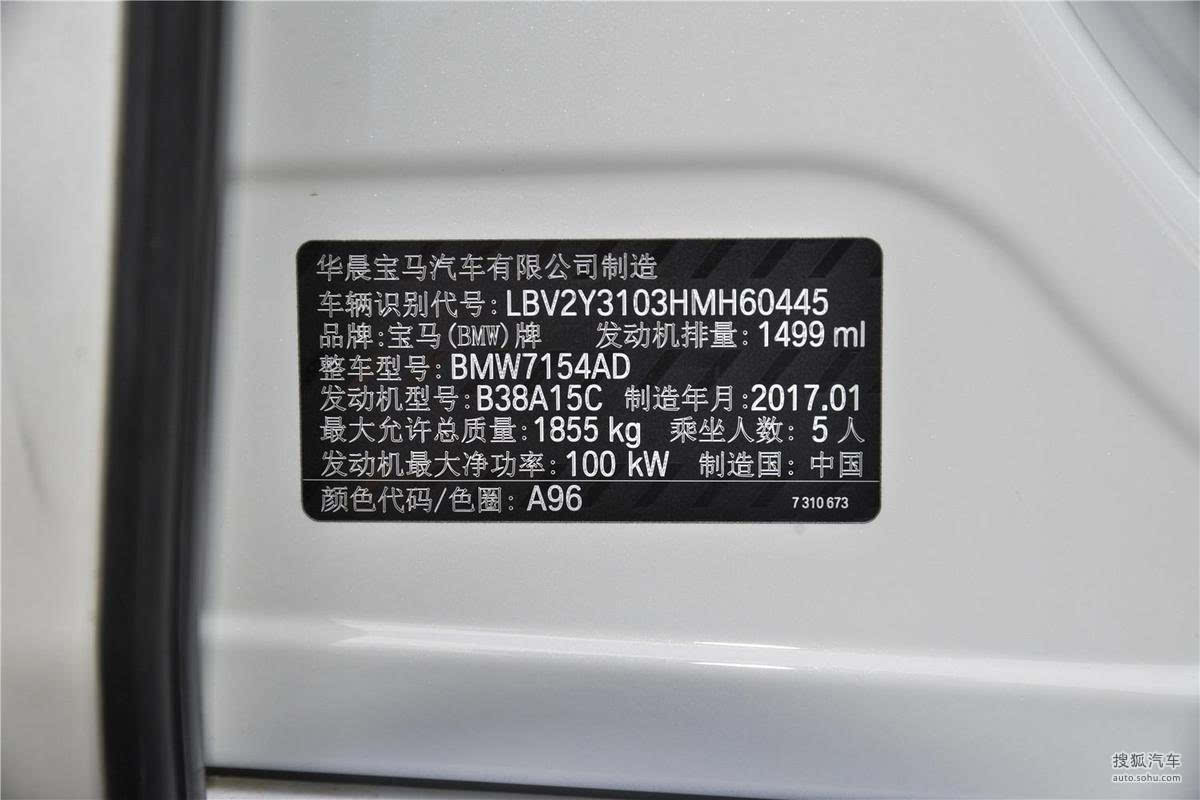 华晨宝马汽车有限公司制造
车辆识别代号: LBV2Y3103HMH60445
品牌:宝马(BMW)牌 发动机排量: 1499 ml
整车型号: BMW7154AD
发动机型号: B38A15C 制造年月:2017.01
最大允许总质量: 1855 kg 乘坐人数: 5 人
发动机最大净功率: 100 kW 制造国: 中国
颜色代码/色圈: A96 7 310 673
搜狐汽车
auto.sohu.com